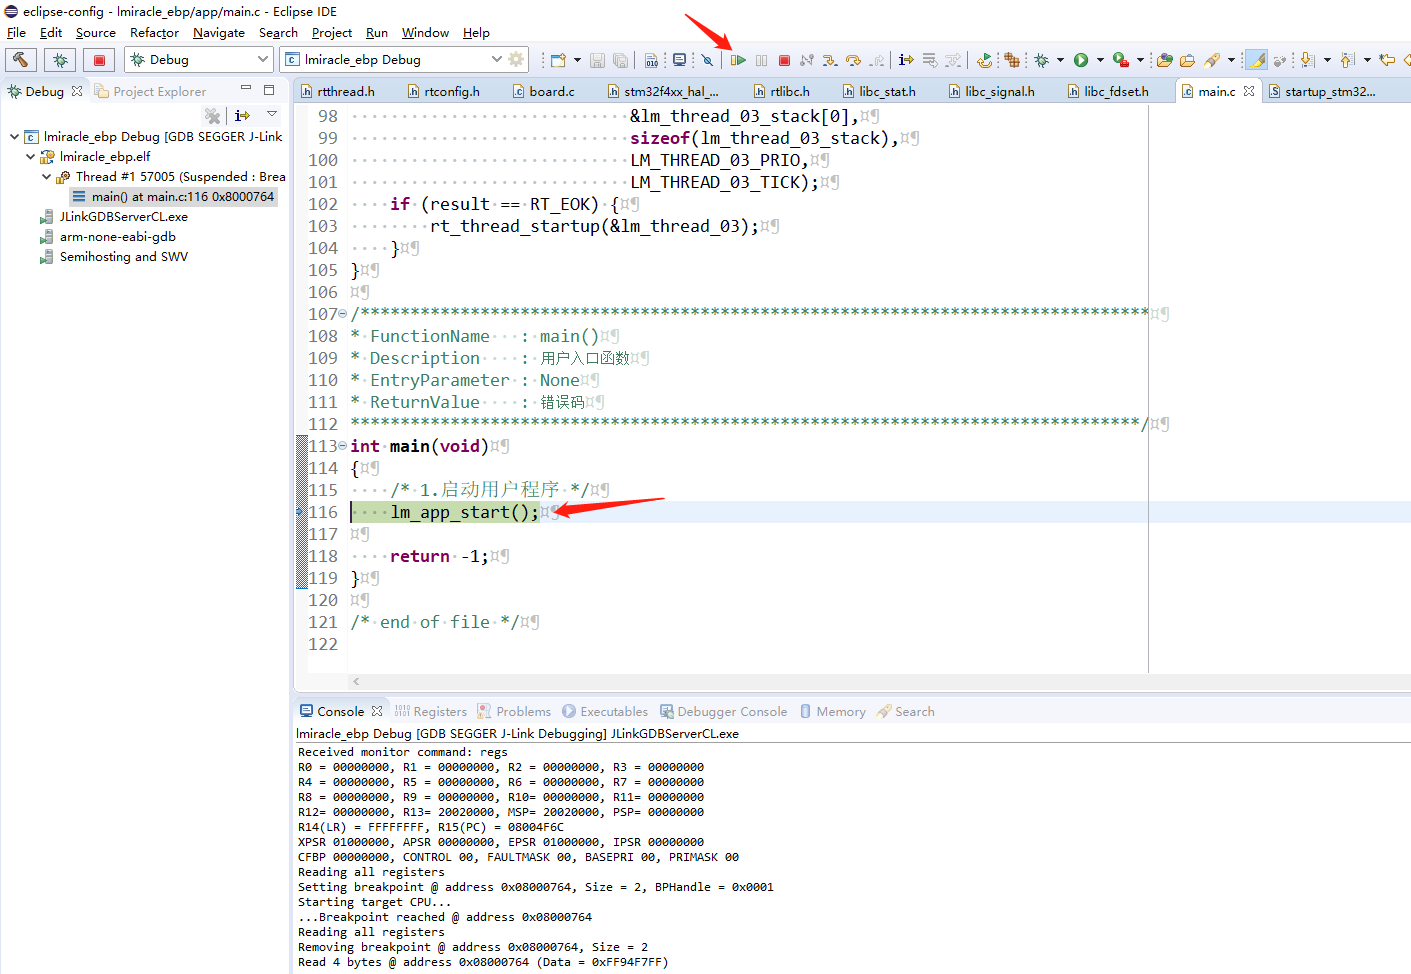 eclipse-config - lmiracle_ebp/app/main.c - Eclipse IDE
File Edit Source Refactor Navigate Search Project Run Window Help
Debug lmiracle_ebp Debug
Debug Project Explorer
lmiracle_ebp Debug [GDB SEGGER J-Link
lmiracle_ebp.elf
Thread #1 57005 (Suspended : Brea
main() at main.c:116 0x8000764
JLinkGDBServerCL.exe
arm-none-eabi-gdb
Semihosting and SWV
rtthread.h rtconfig.h board.c stm32f4xx_hal_... rtlibc.h libc_stat.h libc_signal.h libc_fdset.h main.c startup_stm32...
98 &lm_thread_03_stack[0],
99 sizeof(lm_thread_03_stack),
100 LM_THREAD_03_PRIO,
101 LM_THREAD_03_TICK);
102 if (result == RT_EOK) {
103 rt_thread_startup(&lm_thread_03);
104 }
105 }
106
107 /*******************************************************************************
108 * FunctionName : main()
109 * Description : 用户入口函数
110 * EntryParameter : None
111 * ReturnValue : 错误码
112 *******************************************************************************/
113 int main(void)
114 {
115 /* 1.启动用户程序 */
116 lm_app_start();
117
118 return -1;
119 }
120
121 /* end of file */
122
Console Registers Problems Executables Debugger Console Memory Search
lmiracle_ebp Debug [GDB SEGGER J-Link Debugging] JLinkGDBServerCL.exe
Received monitor command: regs
R0 = 00000000, R1 = 00000000, R2 = 00000000, R3 = 00000000
R4 = 00000000, R5 = 00000000, R6 = 00000000, R7 = 00000000
R8 = 00000000, R9 = 00000000, R10= 00000000, R11= 00000000
R12= 00000000, R13= 20020000, MSP= 20020000, PSP= 00000000
R14(LR) = FFFFFFFF, R15(PC) = 08004F6C
XPSR 01000000, APSR 00000000, EPSR 01000000, IPSR 00000000
CFBP 00000000, CONTROL 00, FAULTMASK 00, BASEPRI 00, PRIMASK 00
Reading all registers
Setting breakpoint @ address 0x08000764, Size = 2, BPHandle = 0x0001
Starting target CPU...
...Breakpoint reached @ address 0x08000764
Reading all registers
Removing breakpoint @ address 0x08000764, Size = 2
Read 4 bytes @ address 0x08000764 (Data = 0xFF94F7FF)